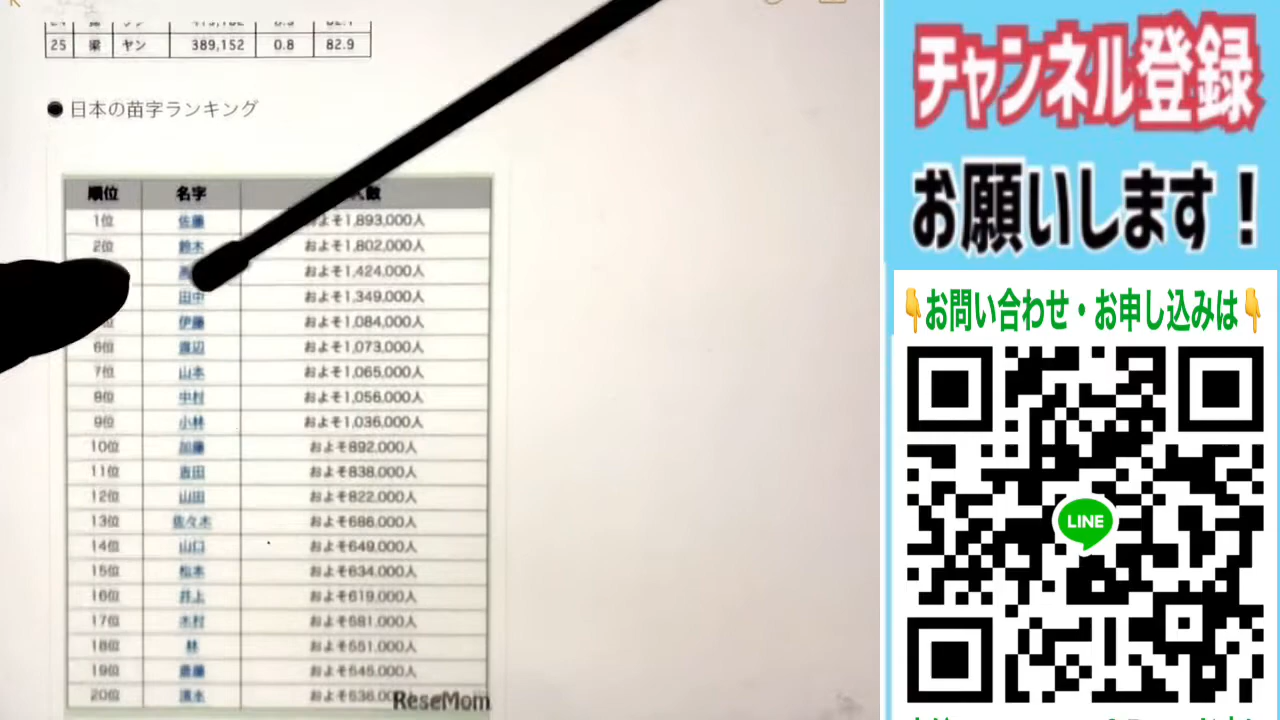 25 梁 ヤン 389,152 0.8 82.9
●日本の苗字ランキング
順位 名字 人数
1位 佐藤 およそ1,893,000人
2位 鈴木 およそ1,802,000人
およそ1,424,000人
田中 およそ1,349,000人
伊藤 およそ1,084,000人
6位 渡辺 およそ1,073,000人
7位 山本 およそ1,065,000人
8位 中村 およそ1,056,000人
9位 小林 およそ1,036,000人
10位 加藤 およそ892,000人
11位 吉田 およそ838,000人
12位 山田 およそ822,000人
13位 佐々木 およそ686,000人
14位 山口 およそ649,000人
15位 松本 およそ634,000人
16位 井上 およそ619,000人
17位 木村 およそ581,000人
18位 林 およそ551,000人
19位 斎藤 およそ545,000人
20位 清水
ReseMom
チャンネル登録
お願いします！
👇お問い合わせ・お申し込みは👇
LINE